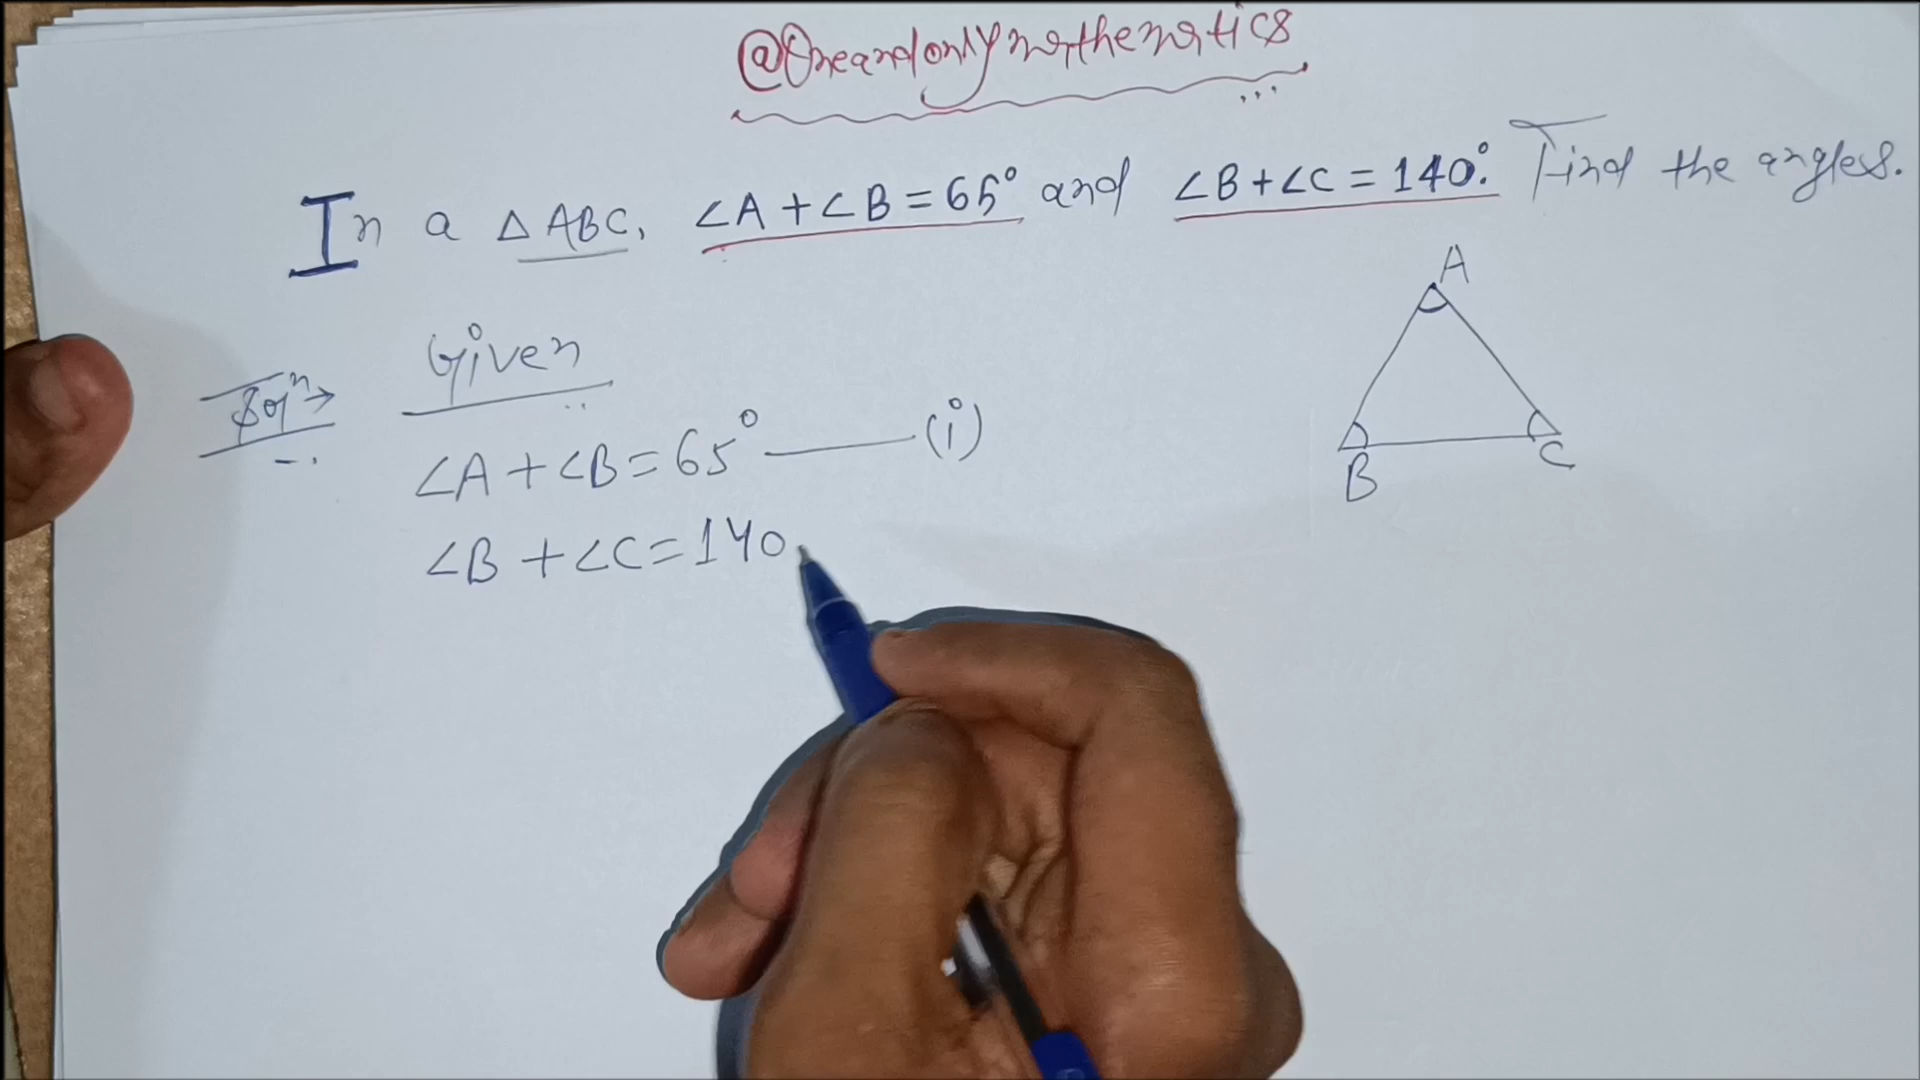 @Oneandonlymathematics
In a △ABC, ∠A+∠B=65° and ∠B+∠C=140°. Find the angles.
A
Given
Solⁿ→
∠A+∠B=65° ——— (i)
B C
∠B+∠C=140